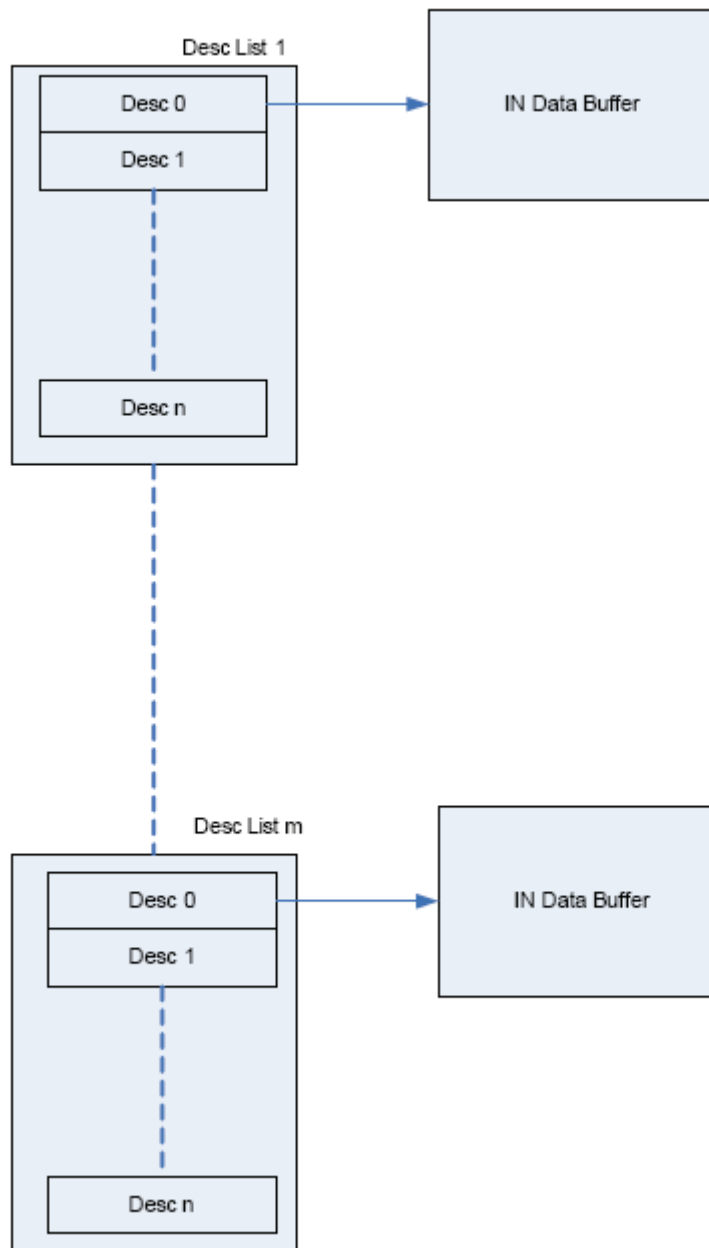 Desc List 1
Desc 0
IN Data Buffer
Desc 1
Desc n
Desc List m
Desc 0
IN Data Buffer
Desc 1
Desc n